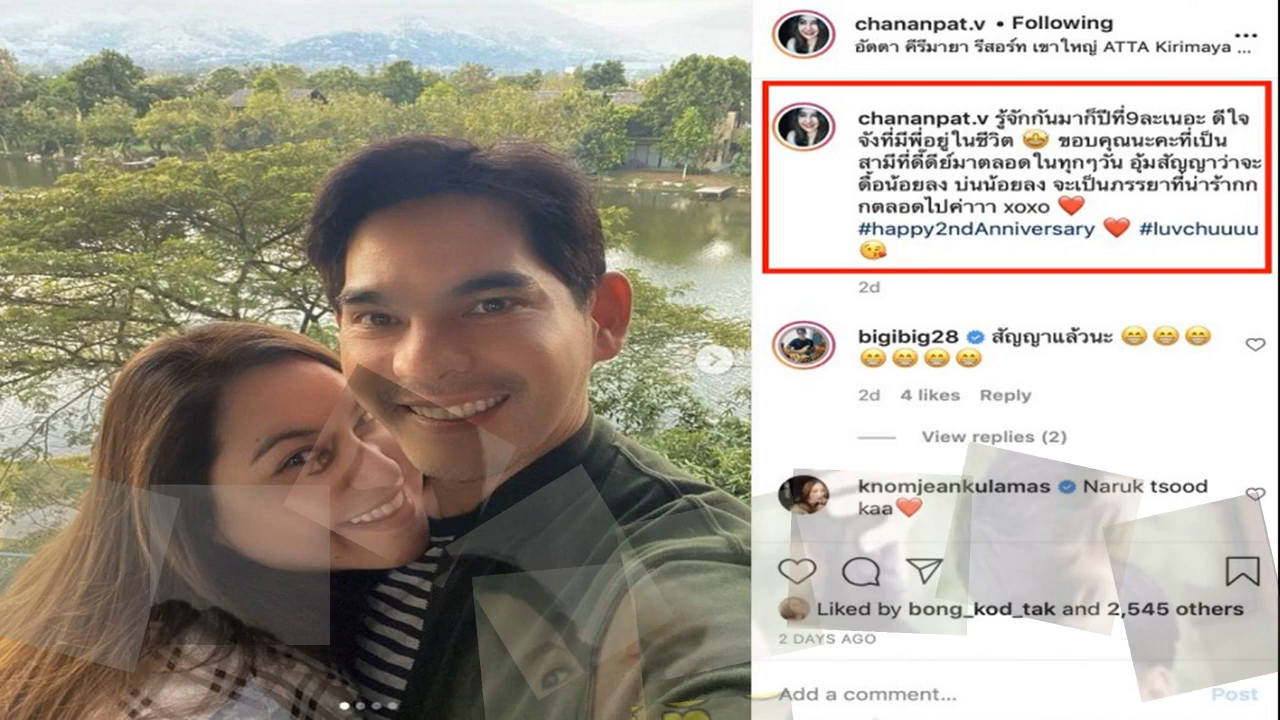 chananpat.v • Following
อัตตา คีรีมายา รีสอร์ท เขาใหญ่ ATTA Kirimaya ...
chananpat.v รู้จักกันมาก็ปีที่9ละเนอะ ดีใจ
จังที่มีพี่อยู่ในชีวิต 🤩 ขอบคุณนะคะที่เป็น
สามีที่ดี๊ดีย์มาตลอดในทุกๆวัน อุ้มสัญญาว่าจะ
ดื้อน้อยลง บ่นน้อยลง จะเป็นภรรยาที่น่าร้ากก
กตลอดไปค่าาา xoxo ❤️
#happy2ndAnniversary ❤️ #luvchuuuu
😘
2d
bigibig28 สัญญาแล้วนะ 😁😁😁
😁😁😁😁
2d 4 likes Reply
View replies (2)
knomjeankulamas Naruk tsood
kaa❤️
Liked by bong_kod_tak and 2,545 others
2 DAYS AGO
Add a comment... Post